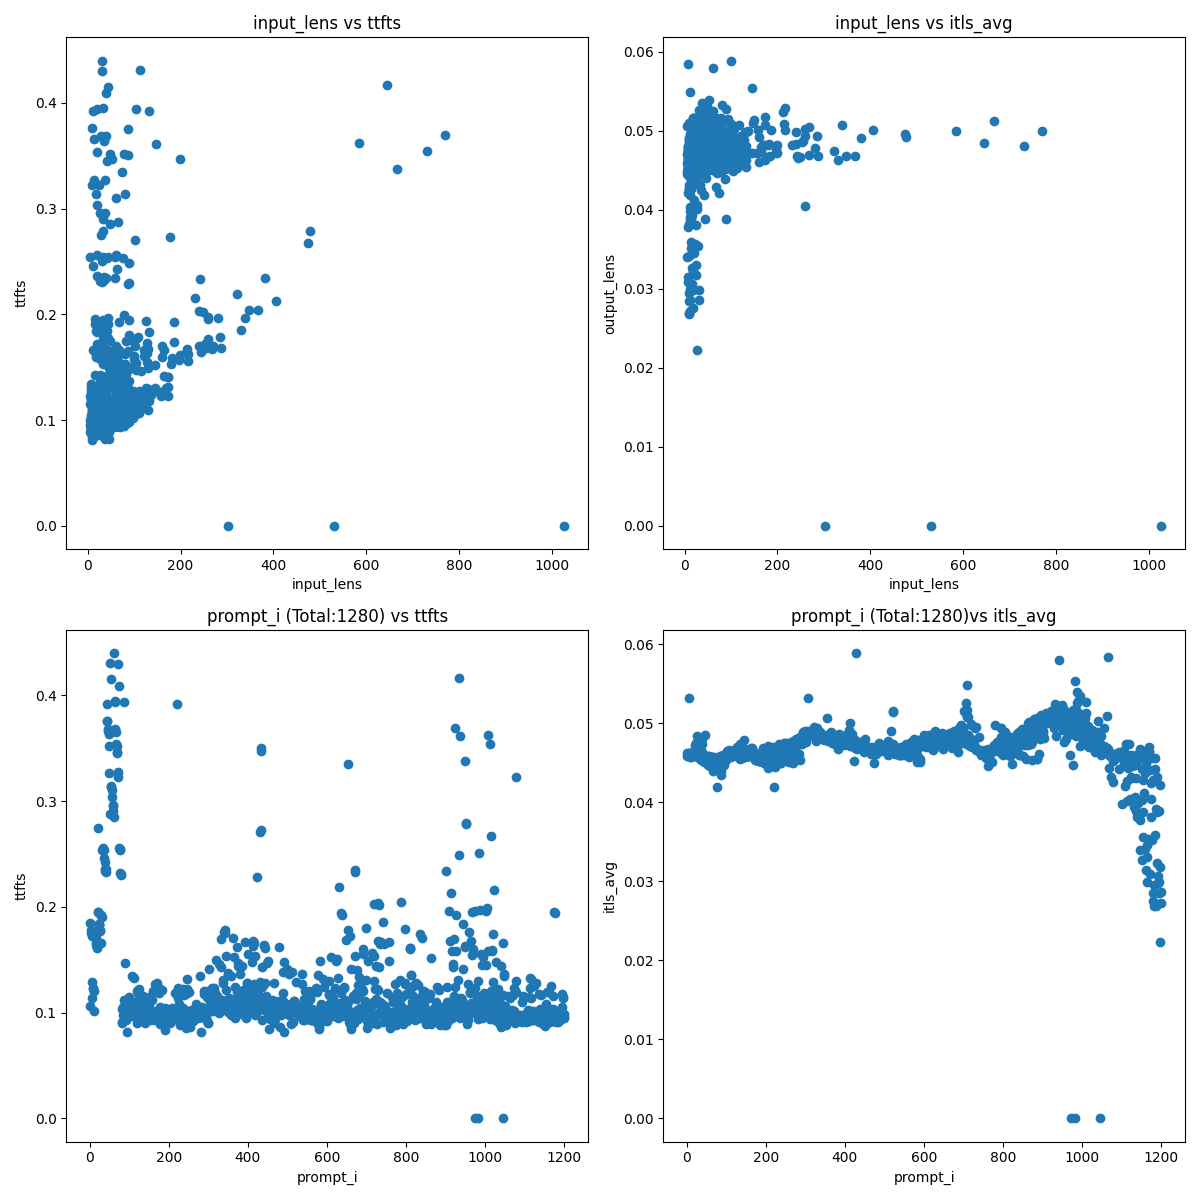 input_lens vs ttfts
0.4
0.3
0.2
0.1
0.0
ttfts
0 200 400 600 800 1000
input_lens
input_lens vs itls_avg
0.06
0.05
0.04
0.03
0.02
0.01
0.00
output_lens
0 200 400 600 800 1000
input_lens
prompt_i (Total:1280) vs ttfts
0.4
0.3
0.2
0.1
0.0
ttfts
0 200 400 600 800 1000 1200
prompt_i
prompt_i (Total:1280)vs itls_avg
0.06
0.05
0.04
0.03
0.02
0.01
0.00
itls_avg
0 200 400 600 800 1000 1200
prompt_i